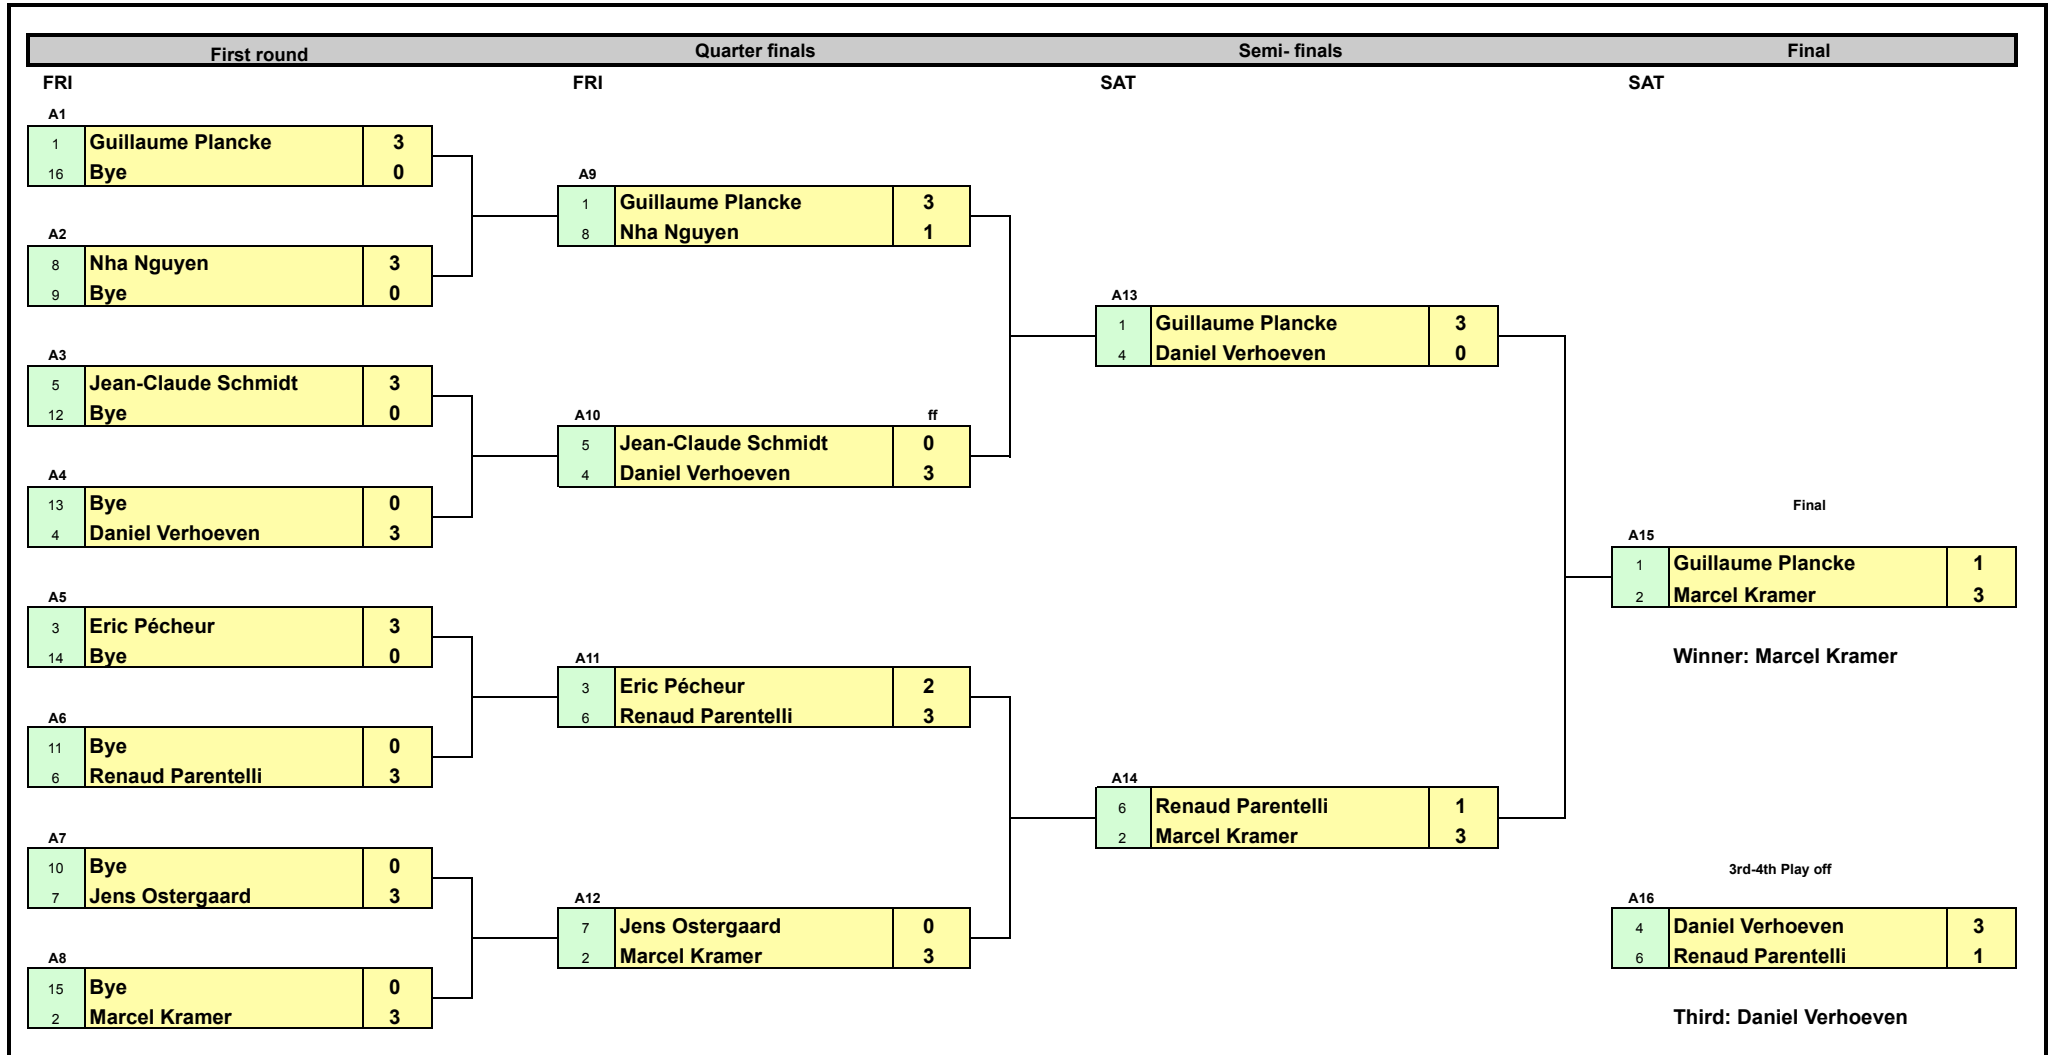 First round Quarter finals Semi- finals Final
FRI FRI SAT SAT
A1
1 Guillaume Plancke 3
16 Bye 0
A2
8 Nha Nguyen 3
9 Bye 0
A3
5 Jean-Claude Schmidt 3
12 Bye 0
A4
13 Bye 0
4 Daniel Verhoeven 3
A5
3 Eric Pécheur 3
14 Bye 0
A6
11 Bye 0
6 Renaud Parentelli 3
A7
10 Bye 0
7 Jens Ostergaard 3
A8
15 Bye 0
2 Marcel Kramer 3
A9
1 Guillaume Plancke 3
8 Nha Nguyen 1
A10 ff
5 Jean-Claude Schmidt 0
4 Daniel Verhoeven 3
A11
3 Eric Pécheur 2
6 Renaud Parentelli 3
A12
7 Jens Ostergaard 0
2 Marcel Kramer 3
A13
1 Guillaume Plancke 3
4 Daniel Verhoeven 0
A14
6 Renaud Parentelli 1
2 Marcel Kramer 3
Final
A15
1 Guillaume Plancke 1
2 Marcel Kramer 3
Winner: Marcel Kramer
3rd-4th Play off
A16
4 Daniel Verhoeven 3
6 Renaud Parentelli 1
Third: Daniel Verhoeven